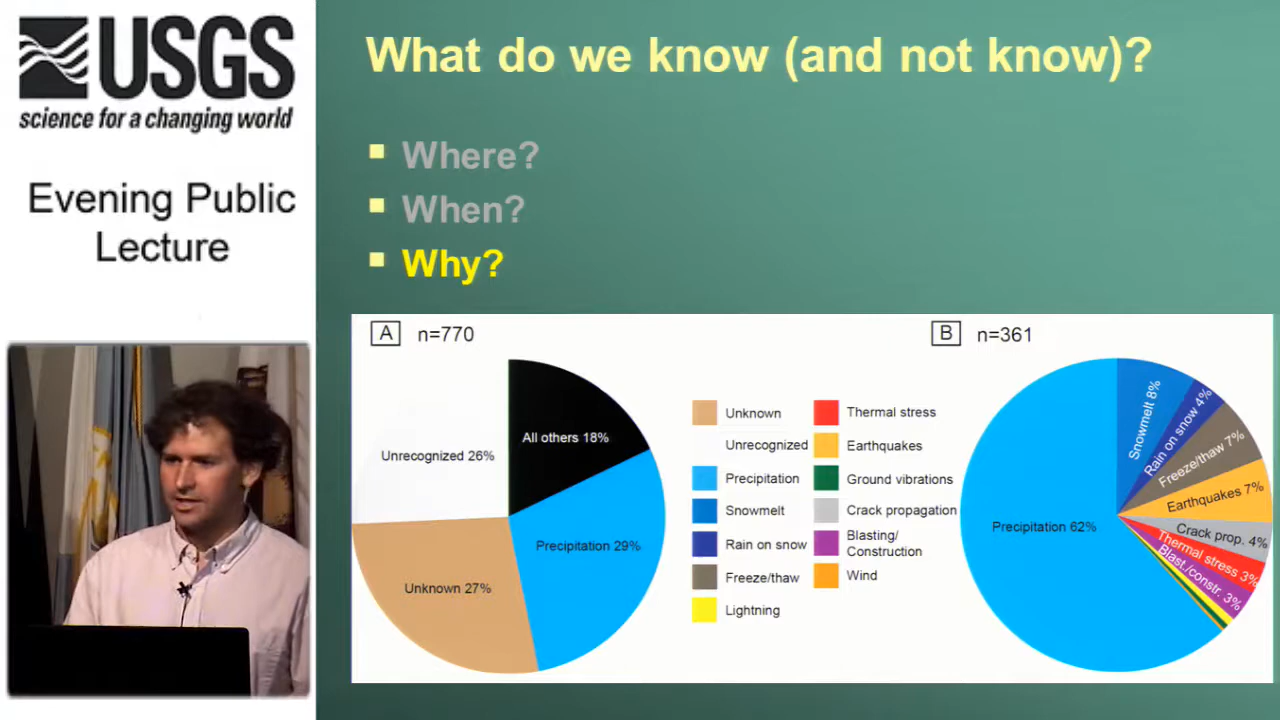 USGS
science for a changing world
Evening Public
Lecture
What do we know (and not know)?
Where?
When?
Why?
A n=770
All others 18%
Unrecognized 26%
Precipitation 29%
Unknown 27%
Unknown
Unrecognized
Precipitation
Snowmelt
Rain on snow
Freeze/thaw
Lightning
Thermal stress
Earthquakes
Ground vibrations
Crack propagation
Blasting/
Construction
Wind
B n=361
Snowmelt 8%
Rain on snow 4%
Freeze/thaw 7%
Earthquakes 7%
Crack prop. 4%
Thermal stress 3%
Blast./constr. 3%
Precipitation 62%